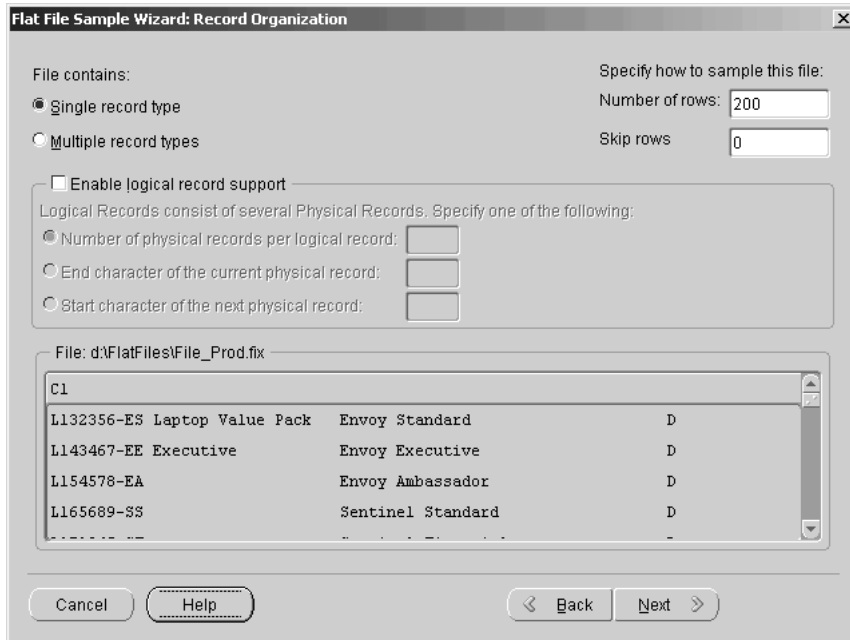 Flat File Sample Wizard: Record Organization
File contains:
Single record type
Multiple record types
Specify how to sample this file:
Number of rows: 200
Skip rows 0
Enable logical record support
Logical Records consist of several Physical Records. Specify one of the following:
Number of physical records per logical record:
End character of the current physical record:
Start character of the next physical record:
File: d:\FlatFiles\File_Prod.fix
C1
L132356-ES Laptop Value Pack Envoy Standard D
L143467-EE Executive Envoy Executive D
L154578-EA Envoy Ambassador D
L165689-SS Sentinel Standard D
Cancel
Help
Back
Next